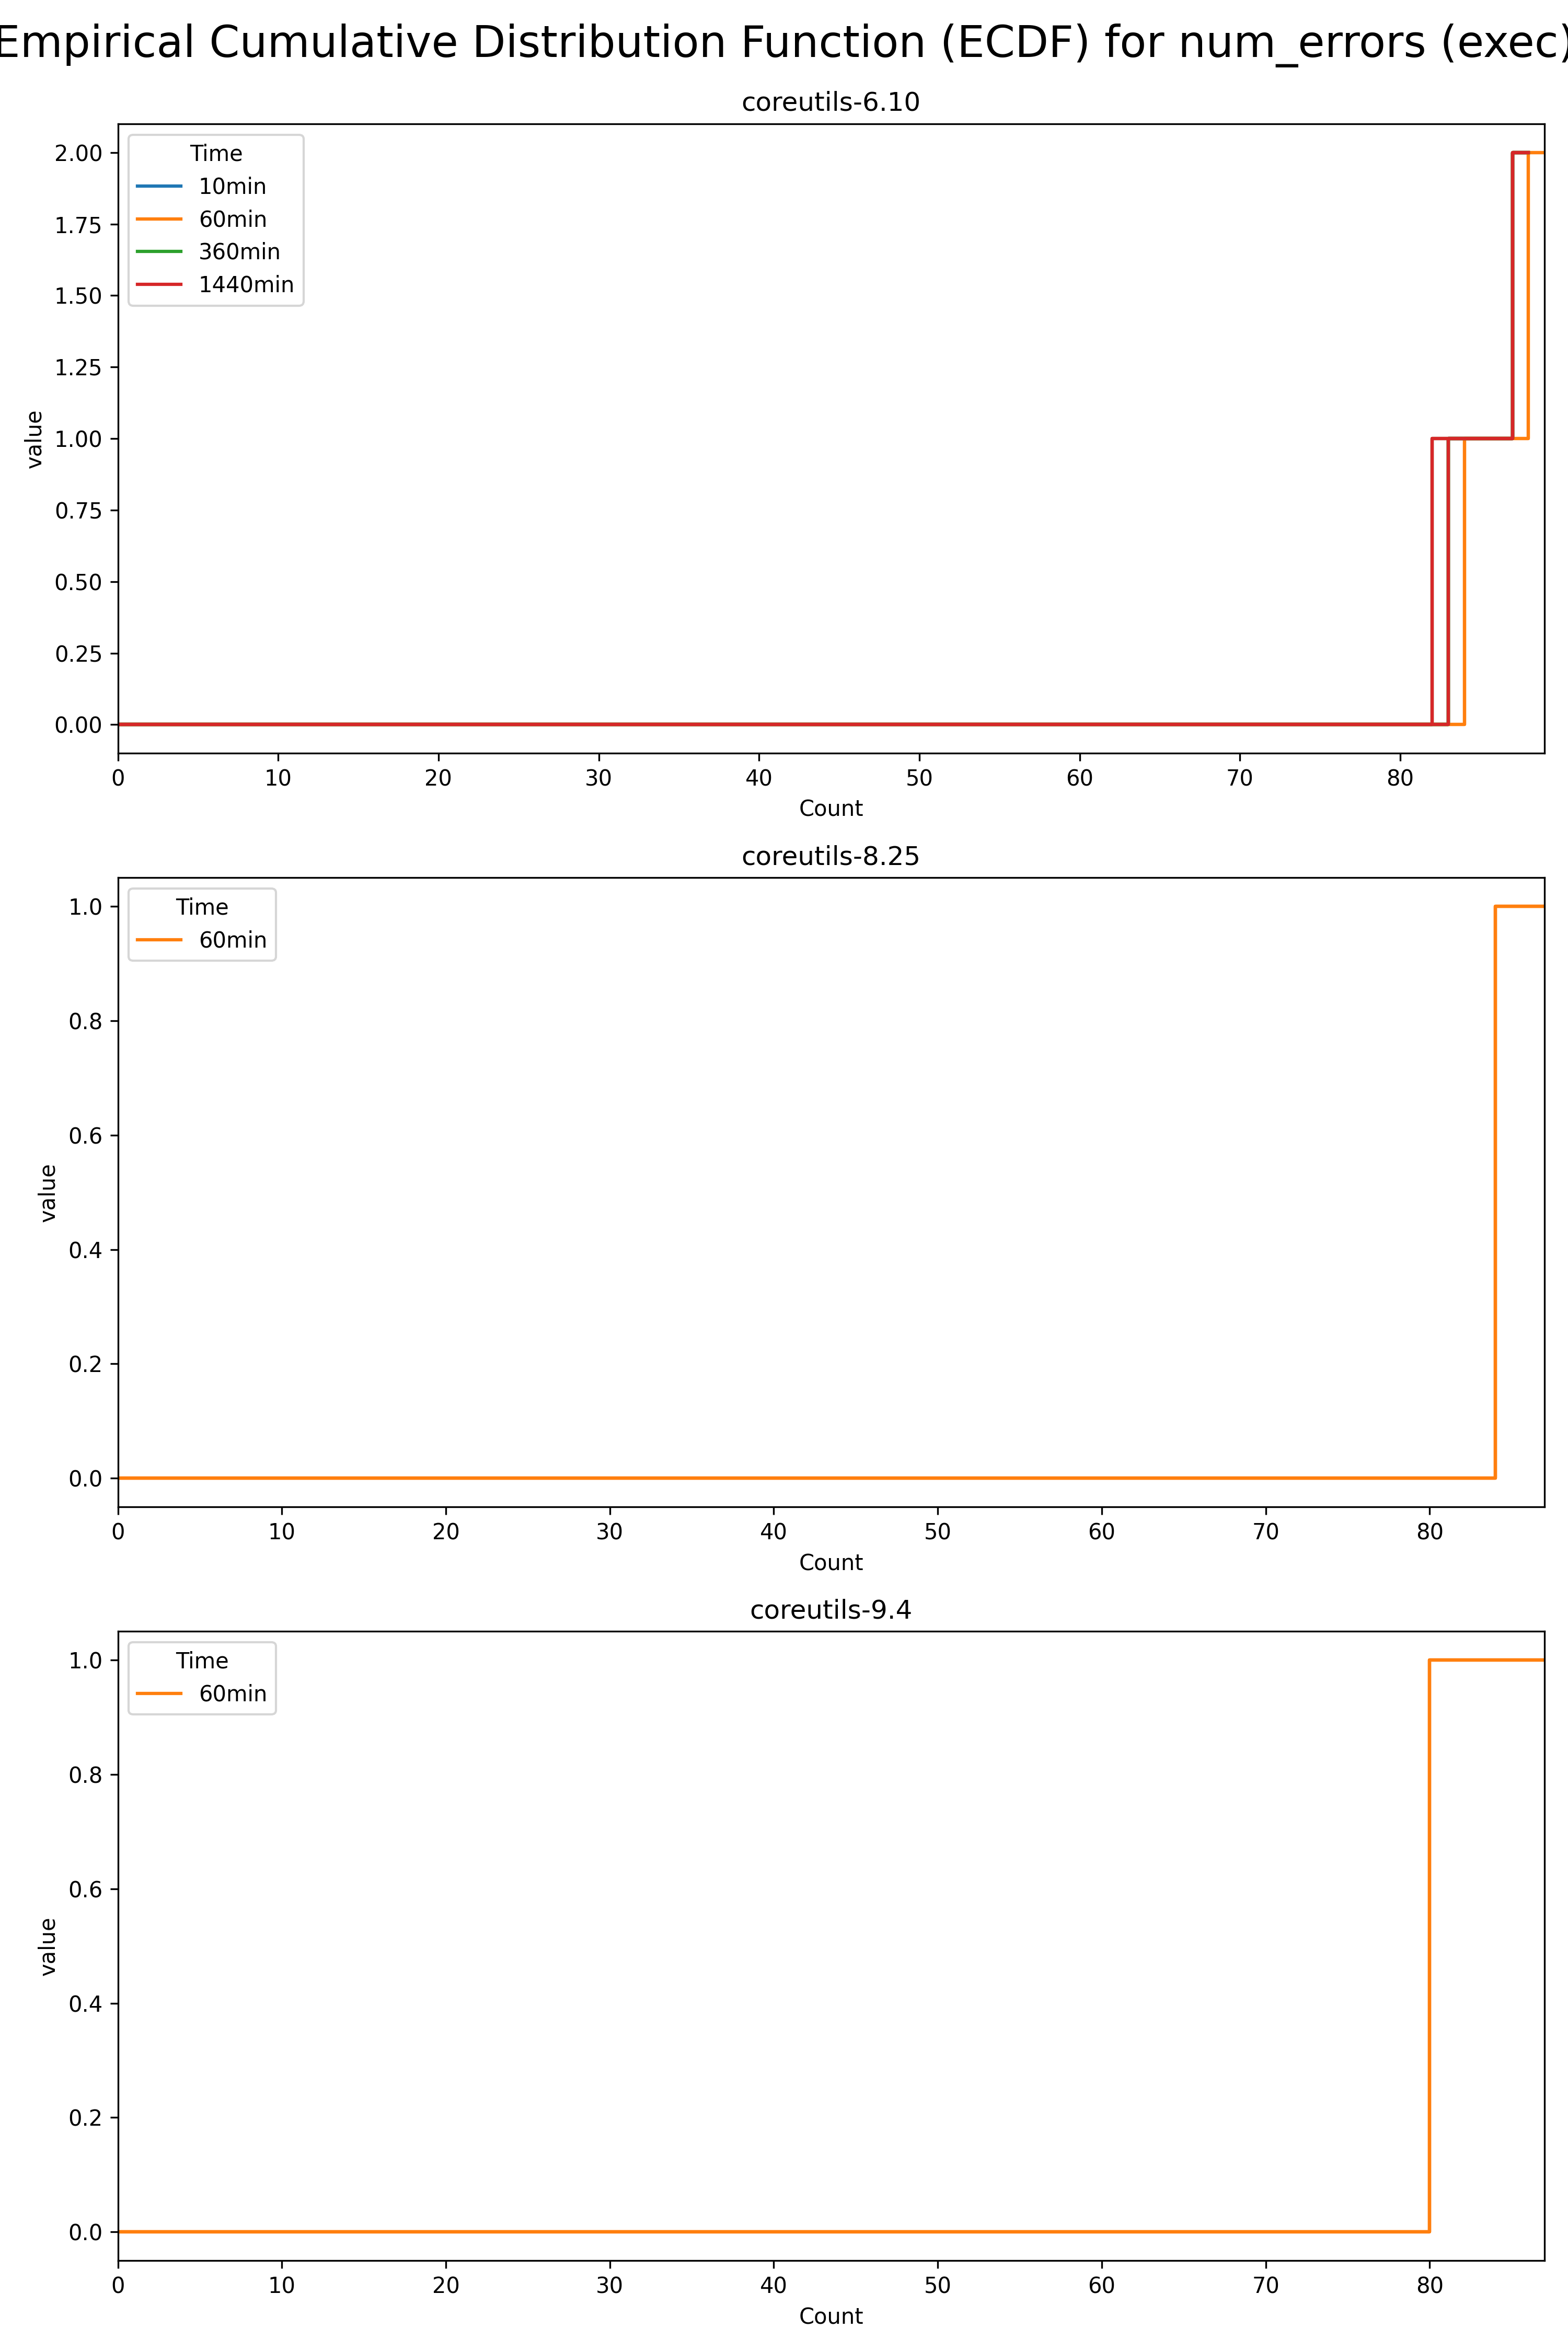 Empirical Cumulative Distribution Function (ECDF) for num_errors (exec)
coreutils-6.10
2.00
1.75
1.50
1.25
1.00
0.75
0.50
0.25
0.00
value
Time
10min
60min
360min
1440min
0 10 20 30 40 50 60 70 80
Count
coreutils-8.25
1.0
0.8
0.6
0.4
0.2
0.0
value
Time
60min
0 10 20 30 40 50 60 70 80
Count
coreutils-9.4
1.0
0.8
0.6
0.4
0.2
0.0
value
Time
60min
0 10 20 30 40 50 60 70 80
Count